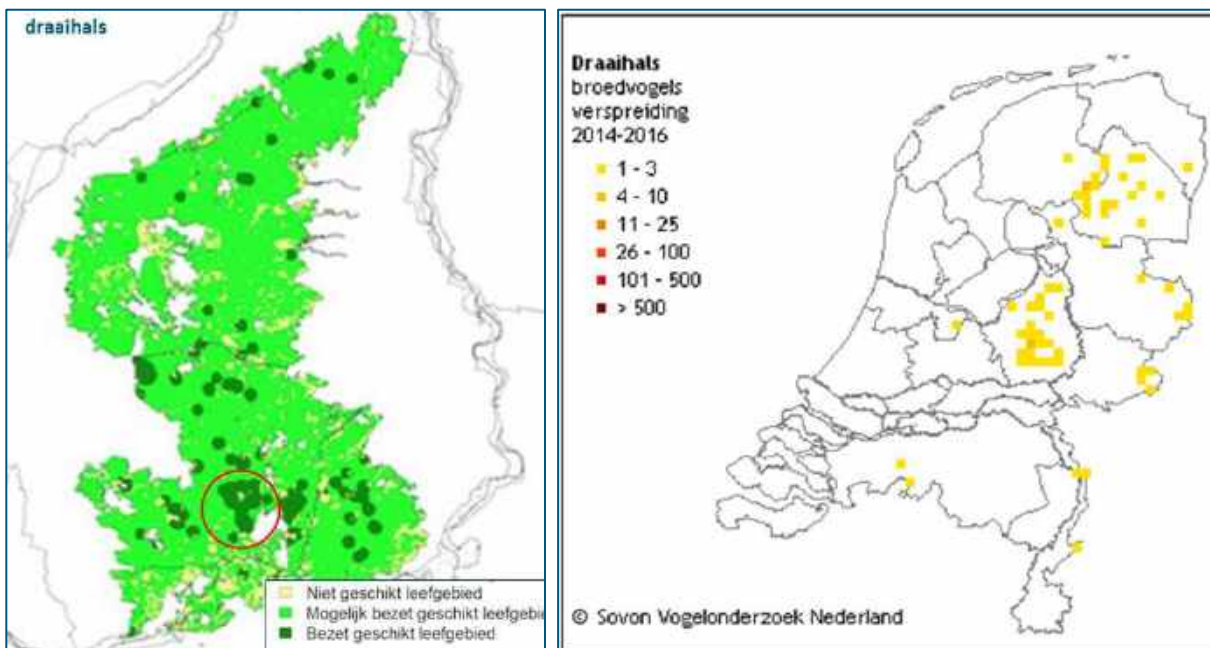 draaihals
Niet geschikt leefgebied
Mogelijk bezet geschikt leefgebie
Bezet geschikt leefgebied
Draaihals
broedvogels
verspreiding
2014-2016
1 - 3
4 - 10
11 - 25
26 - 100
101 - 500
> 500
© Sovon Vogelonderzoek Nederland